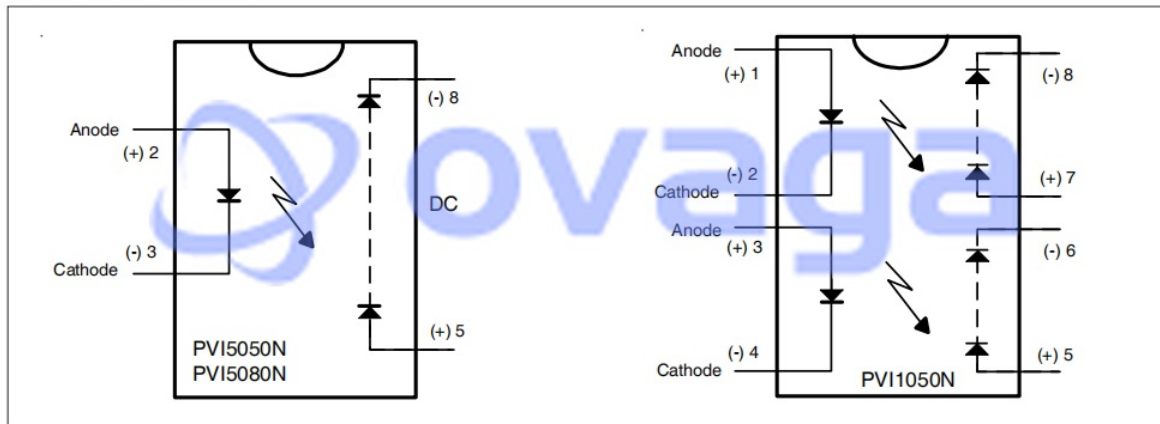 Anode
(+) 2
(-) 3
Cathode
(-) 8
DC
(+) 5
PVI5050N
PVI5080N
Anode
(+) 1
(-) 2
Cathode
Anode
(+) 3
(-) 4
Cathode
(-) 8
(+) 7
(-) 6
(+) 5
PVI1050N
ovaga